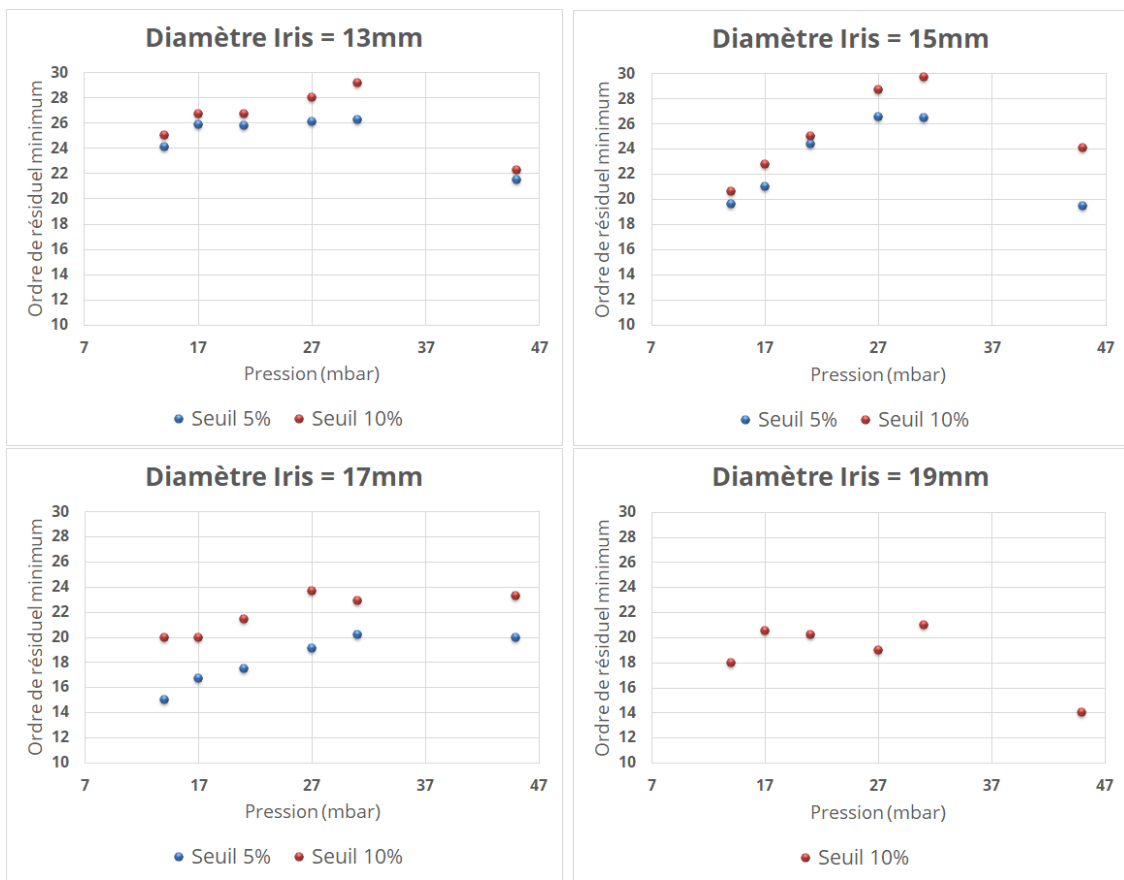 Diamètre Iris = 13mm
Ordre de résiduel minimum
30
28
26
24
22
20
18
16
14
12
10
7 17 27 37 47
Pression (mbar)
Seuil 5% Seuil 10%
Diamètre Iris = 15mm
Ordre de résiduel minimum
30
28
26
24
22
20
18
16
14
12
10
7 17 27 37 47
Pression (mbar)
Seuil 5% Seuil 10%
Diamètre Iris = 17mm
Ordre de résiduel minimum
30
28
26
24
22
20
18
16
14
12
10
7 17 27 37 47
Pression (mbar)
Seuil 5% Seuil 10%
Diamètre Iris = 19mm
Ordre de résiduel minimum
30
28
26
24
22
20
18
16
14
12
10
7 17 27 37 47
Pression (mbar)
Seuil 10%